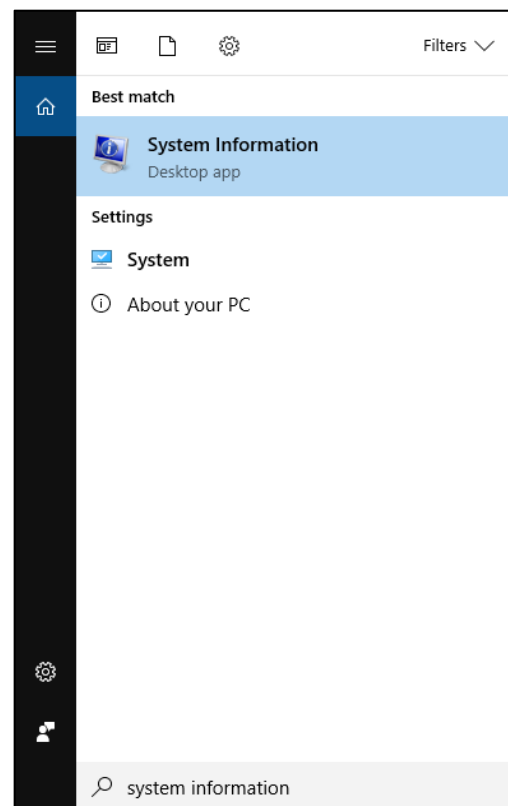 Filters
Best match
System Information
Desktop app
Settings
System
About your PC
system information